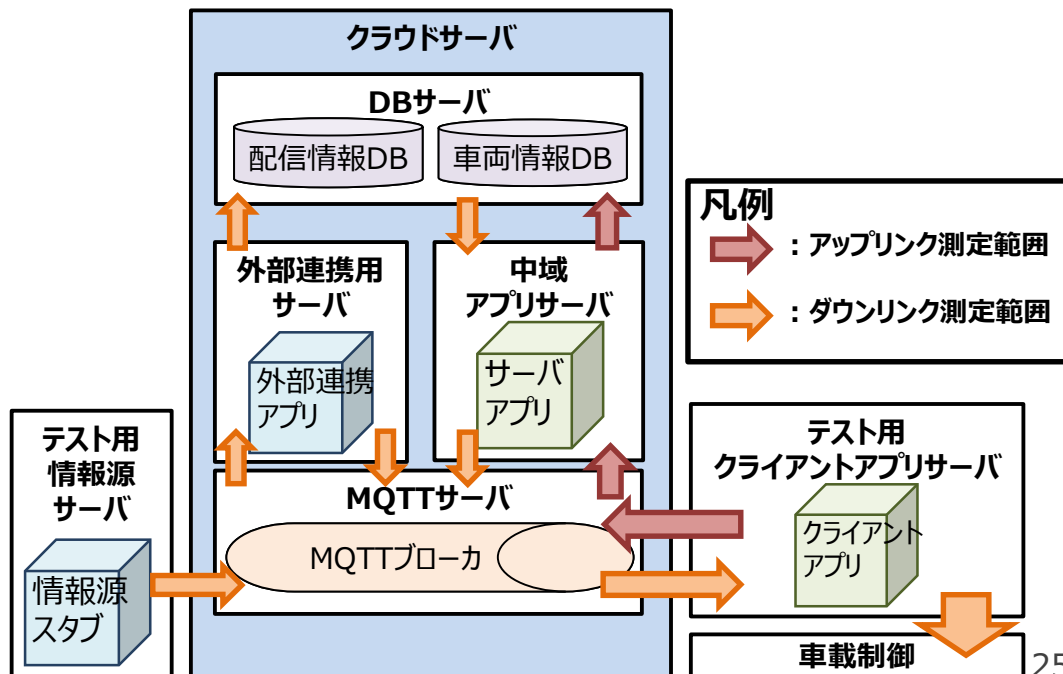 クラウドサーバ
DBサーバ
配信情報DB
車両情報DB
外部連携用
サーバ
外部連携
アプリ
中域
アプリサーバ
サーバ
アプリ
凡例
：アップリンク測定範囲
：ダウンリンク測定範囲
テスト用
情報源
サーバ
情報源
スタブ
MQTTサーバ
MQTTブローカ
テスト用
クライアントアプリサーバ
クライアント
アプリ
車載制御
25